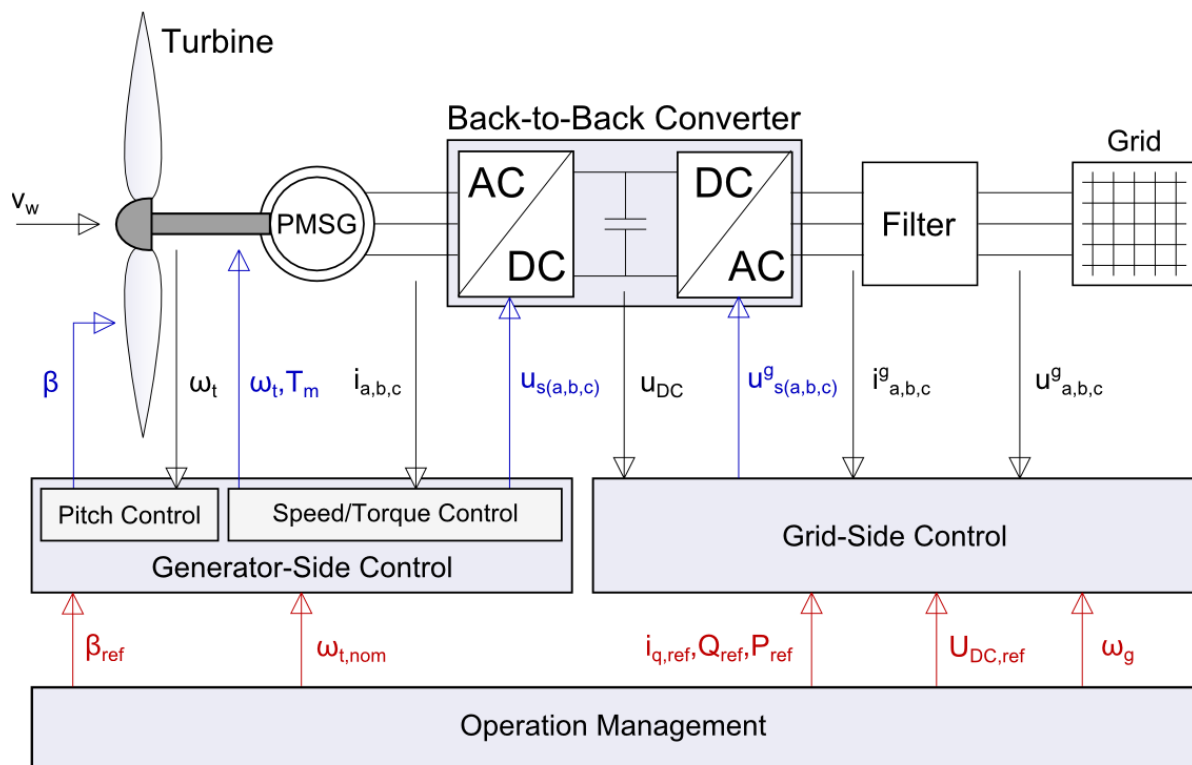 Turbine
Back-to-Back Converter
Grid
v_w
PMSG
AC
DC
DC
AC
Filter
β
ω_t
ω_t,T_m
i_a,b,c
u_s(a,b,c)
u_DC
u^g_s(a,b,c)
i^g_a,b,c
u^g_a,b,c
Pitch Control
Speed/Torque Control
Generator-Side Control
Grid-Side Control
β_ref
ω_t,nom
i_q,ref,Q_ref,P_ref
U_DC,ref
ω_g
Operation Management